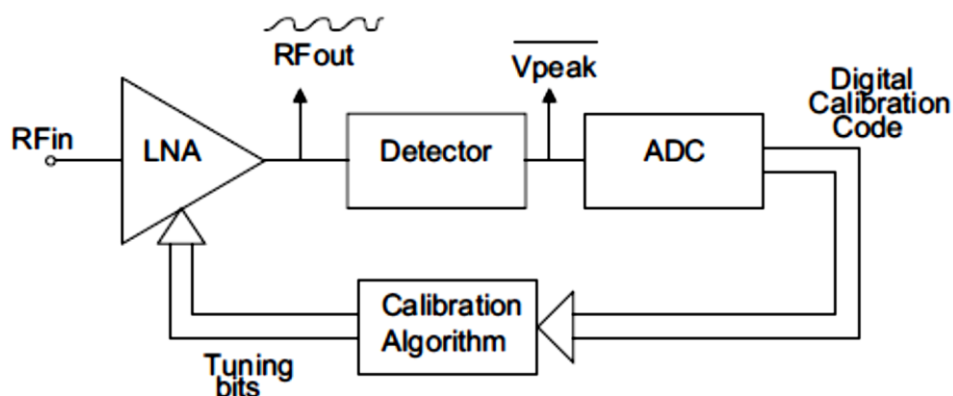 RFout
Vpeak
Digital
Calibration
Code
RFin
LNA
Detector
ADC
Calibration
Algorithm
Tuning
bits